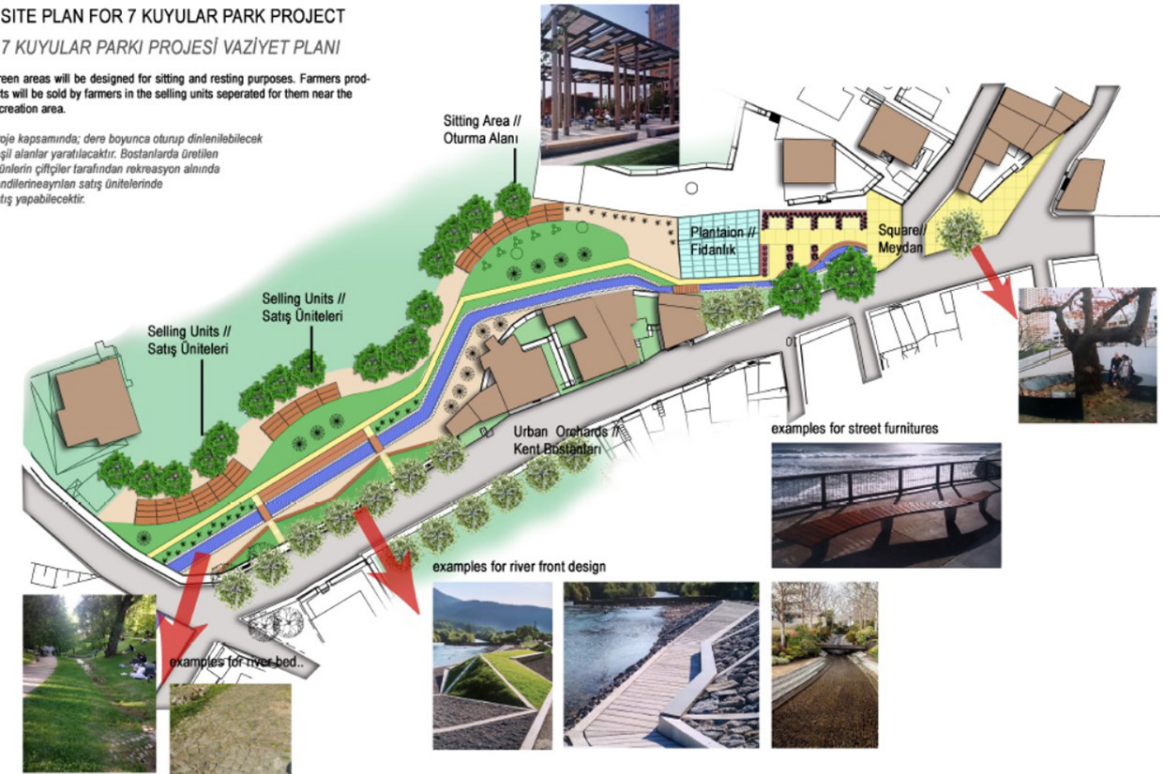 SITE PLAN FOR 7 KUYULAR PARK PROJECT
7 KUYULAR PARKI PROJESİ VAZİYET PLANI
reen areas will be designed for sitting and resting purposes. Farmers prod-
ts will be sold by farmers in the selling units seperated for them near the
creation area.
roje kapsamında; dere boyunca oturup dinlenilebilecek
eşil alanlar yaratılacaktır. Bostanlarda üretilen
ünlerin çiftçiler tarafından rekreasyon alnında
ndilerineayrılan satış ünitelerinde
tış yapabilecektir.
Sitting Area //
Oturma Alanı
Plantaion //
Fidanlık
Square//
Meydan
Selling Units //
Satış Üniteleri
Selling Units //
Satış Üniteleri
Urban Orchards //
Kent Bostanları
examples for street furnitures
examples for river front design
examples for river bed..